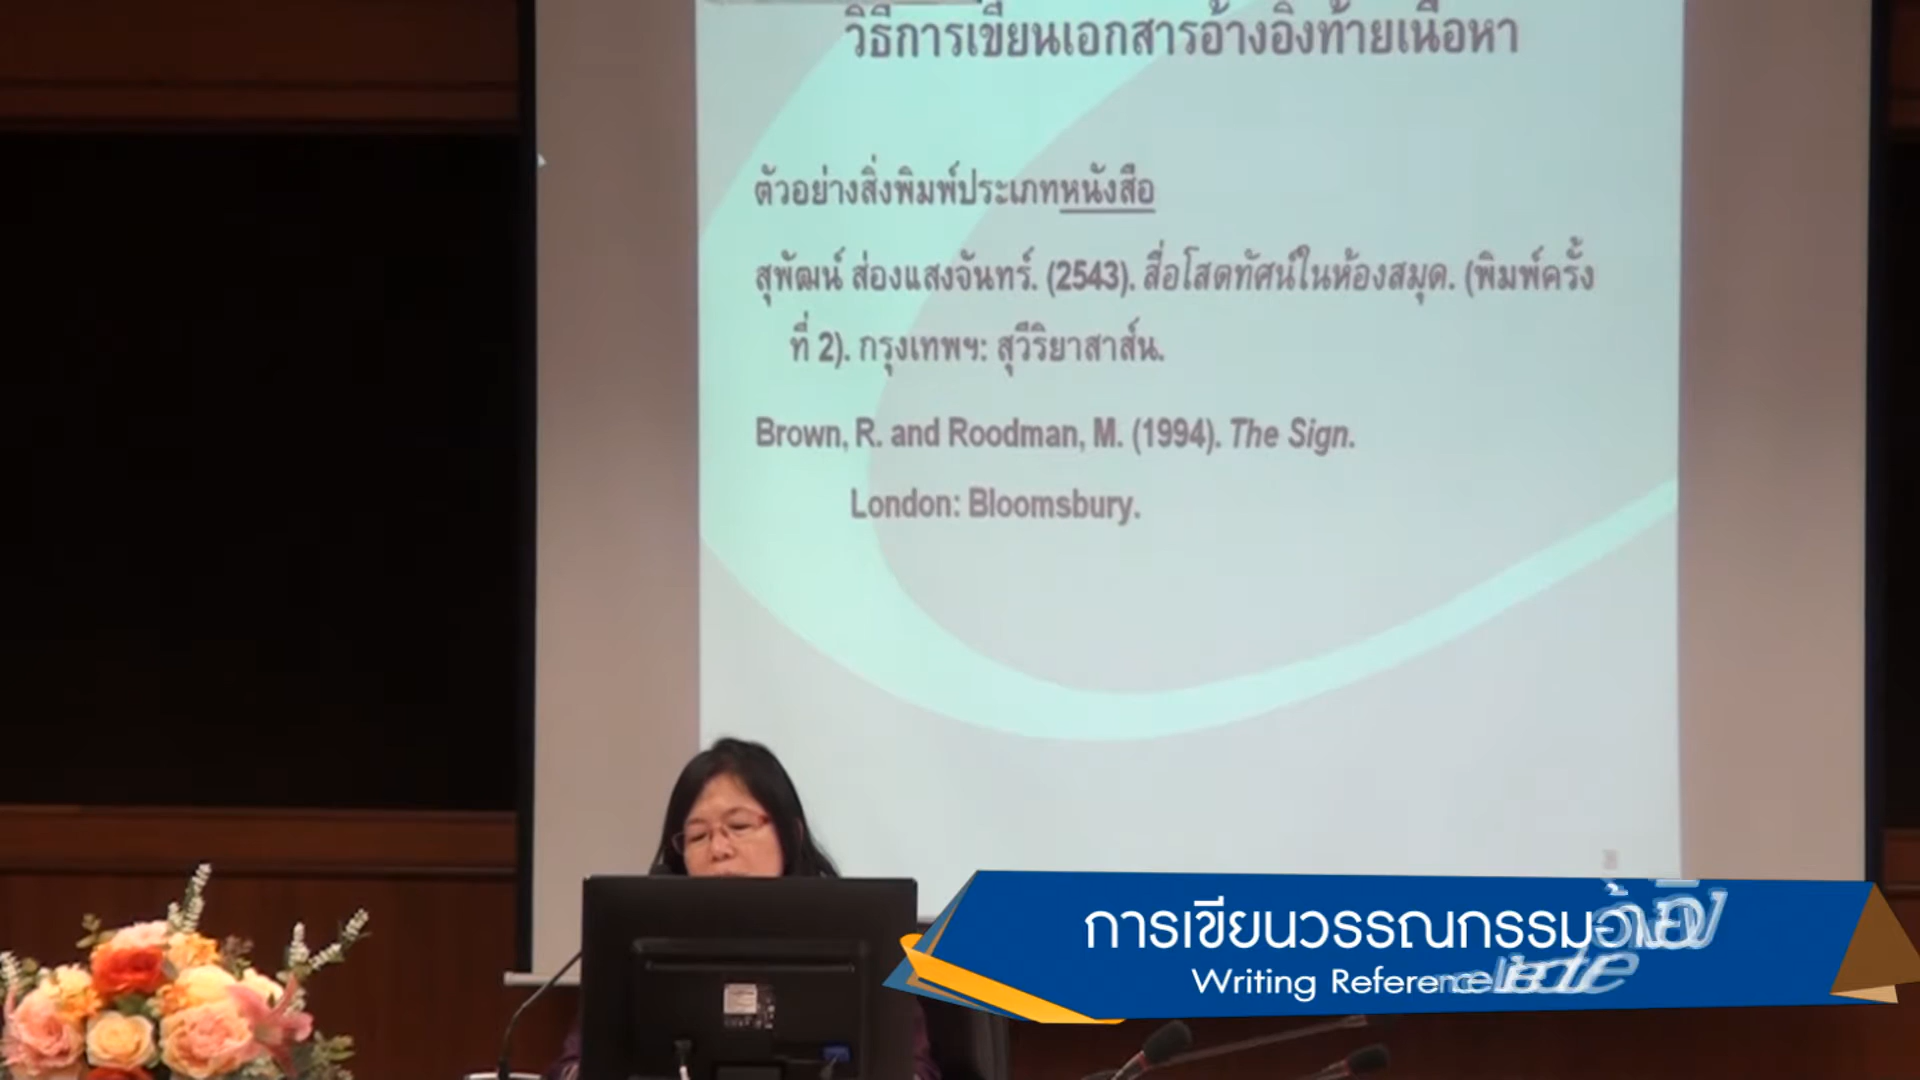 วิธีการเขียนเอกสารอ้างอิงท้ายเนื้อหา
ตัวอย่างสิ่งพิมพ์ประเภทหนังสือ
สุพัฒน์ ส่องแสงจันทร์. (2543). สื่อโสตทัศน์ในห้องสมุด. (พิมพ์ครั้ง
ที่ 2). กรุงเทพฯ: สุวีริยาสาส์น.
Brown, R. and Roodman, M. (1994). The Sign.
London: Bloomsbury.
การเขียนวรรณกรรม
Writing